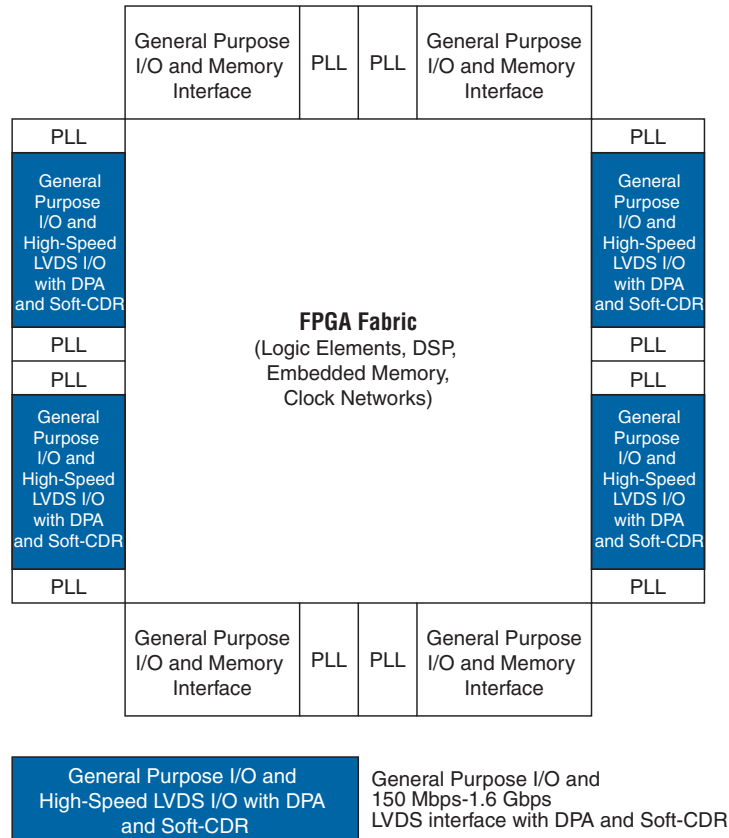 General Purpose
I/O and Memory
Interface
PLL
PLL
General Purpose
I/O and Memory
Interface
PLL
General
Purpose
I/O and
High-Speed
LVDS I/O
with DPA
and Soft-CDR
PLL
PLL
General
Purpose
I/O and
High-Speed
LVDS I/O
with DPA
and Soft-CDR
PLL
FPGA Fabric
(Logic Elements, DSP,
Embedded Memory,
Clock Networks)
PLL
General
Purpose
I/O and
High-Speed
LVDS I/O
with DPA
and Soft-CDR
PLL
PLL
General
Purpose
I/O and
High-Speed
LVDS I/O
with DPA
and Soft-CDR
PLL
General Purpose
I/O and Memory
Interface
PLL
PLL
General Purpose
I/O and Memory
Interface
General Purpose I/O and
High-Speed LVDS I/O with DPA
and Soft-CDR
General Purpose I/O and
150 Mbps-1.6 Gbps
LVDS interface with DPA and Soft-CDR